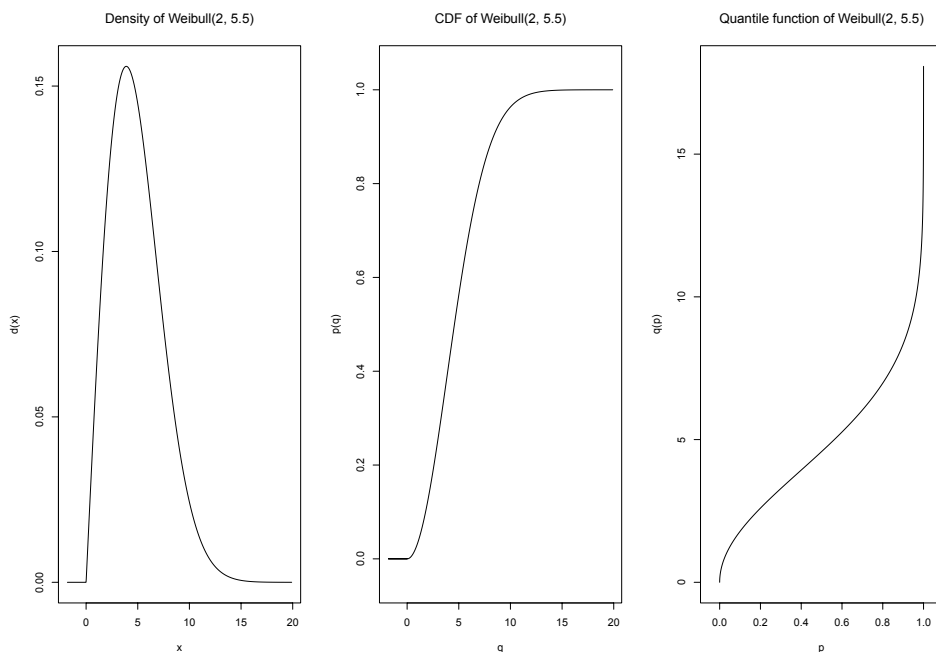 Density of Weibull(2, 5.5)
d(x)
0.00
0.05
0.10
0.15
0 5 10 15 20
x
CDF of Weibull(2, 5.5)
p(q)
0.0
0.2
0.4
0.6
0.8
1.0
0 5 10 15 20
q
Quantile function of Weibull(2, 5.5)
q(p)
0
5
10
15
0.0 0.2 0.4 0.6 0.8 1.0
p